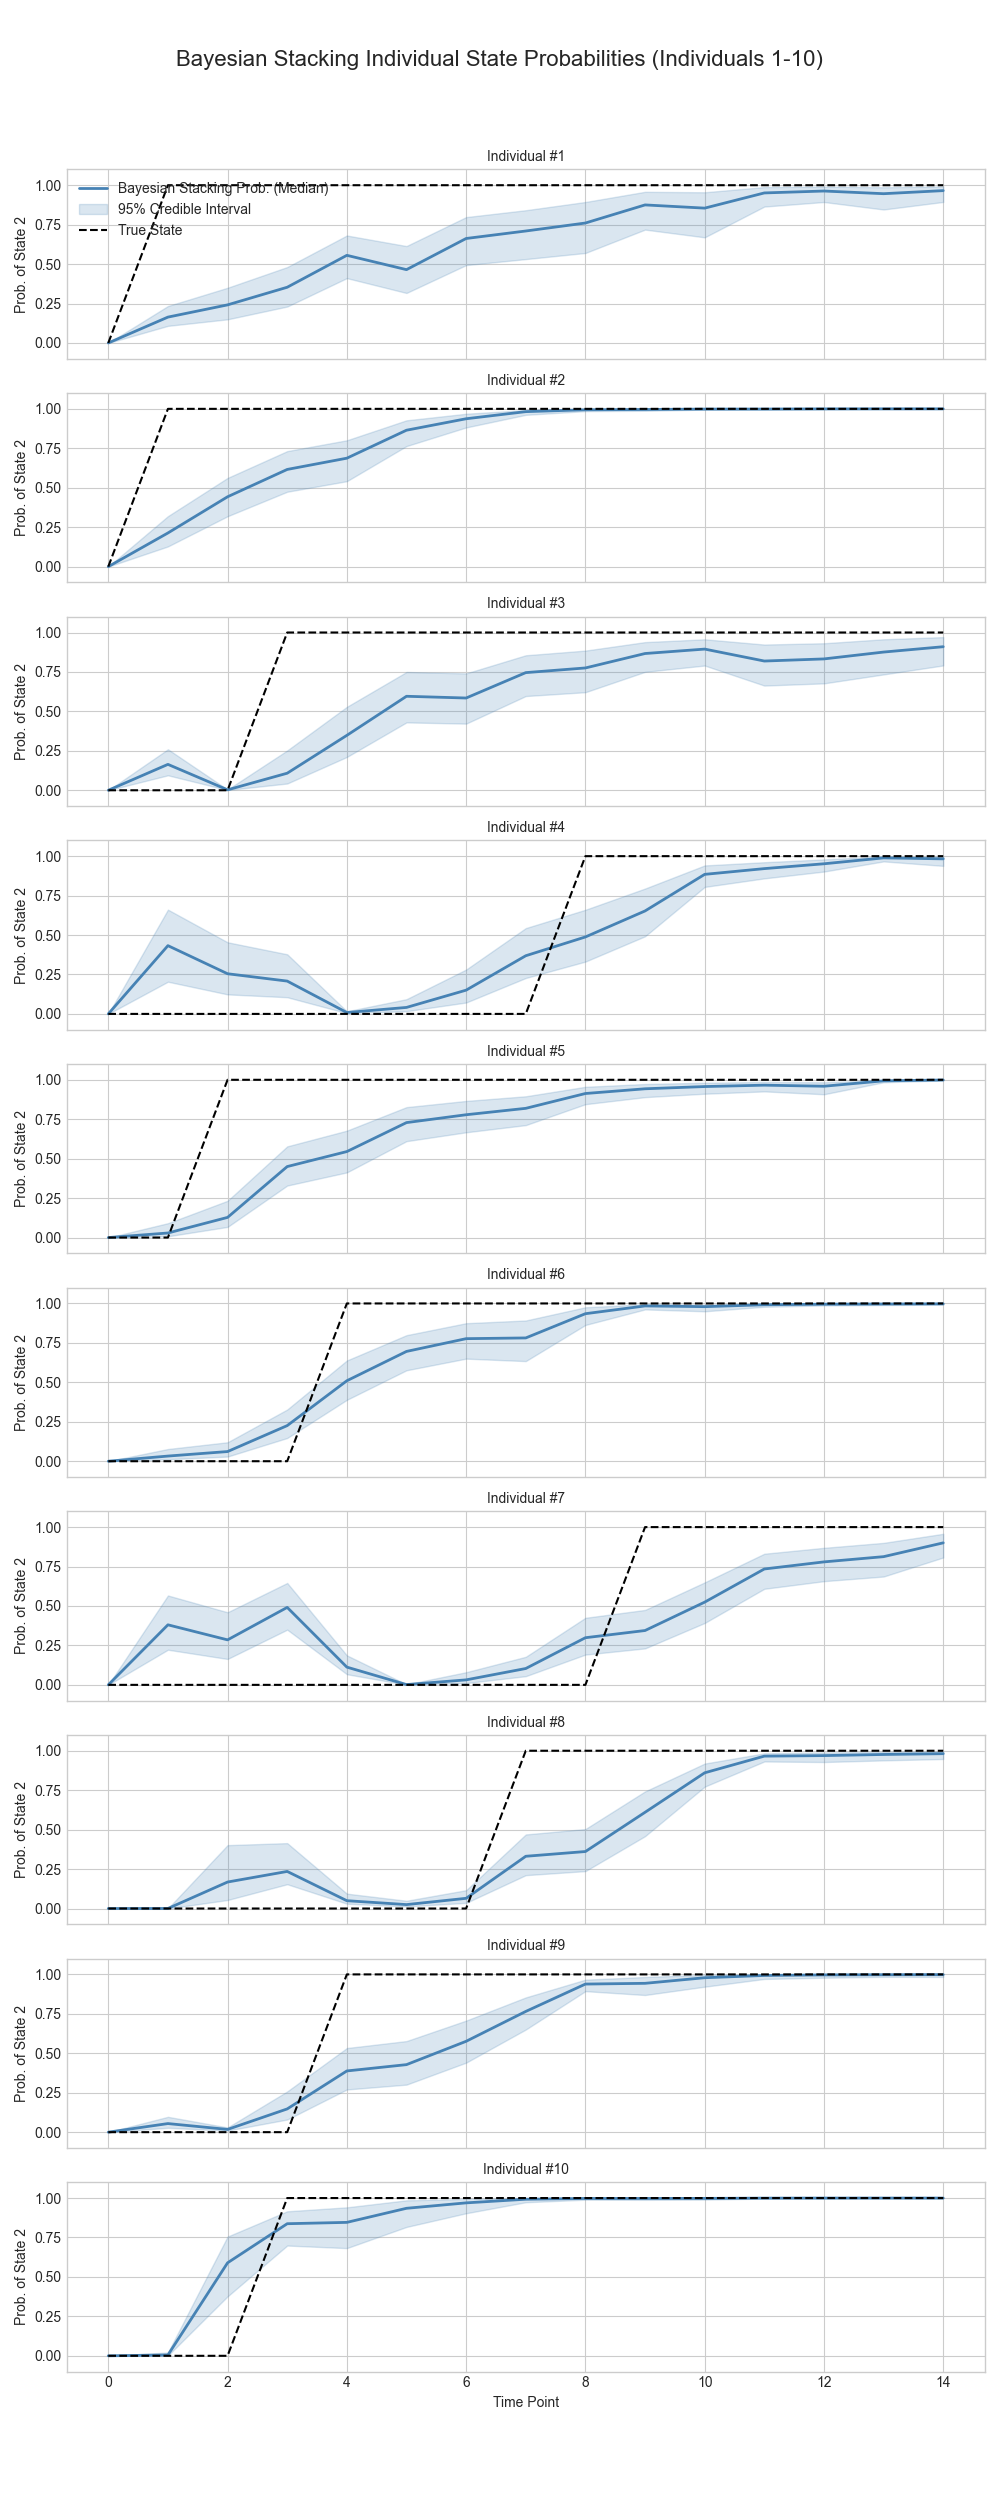 Bayesian Stacking Individual State Probabilities (Individuals 1-10)
Individual #1
Bayesian Stacking Prob. (Median)
95% Credible Interval
True State
1.00
0.75
0.50
0.25
0.00
Prob. of State 2
Individual #2
1.00
0.75
0.50
0.25
0.00
Prob. of State 2
Individual #3
1.00
0.75
0.50
0.25
0.00
Prob. of State 2
Individual #4
1.00
0.75
0.50
0.25
0.00
Prob. of State 2
Individual #5
1.00
0.75
0.50
0.25
0.00
Prob. of State 2
Individual #6
1.00
0.75
0.50
0.25
0.00
Prob. of State 2
Individual #7
1.00
0.75
0.50
0.25
0.00
Prob. of State 2
Individual #8
1.00
0.75
0.50
0.25
0.00
Prob. of State 2
Individual #9
1.00
0.75
0.50
0.25
0.00
Prob. of State 2
Individual #10
1.00
0.75
0.50
0.25
0.00
Prob. of State 2
0 2 4 6 8 10 12 14
Time Point